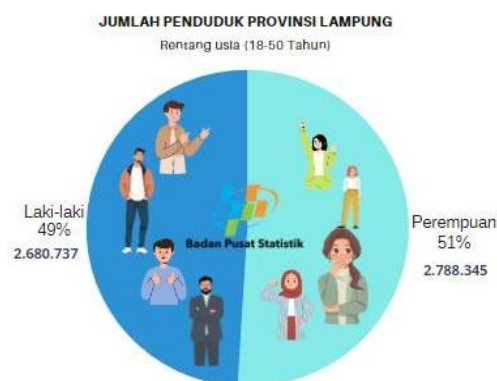 JUMLAH PENDUDUK PROVINSI LAMPUNG
Rentang usia (18-50 Tahun)
Laki-laki
49%
2.680.737
Badan Pusat Statistik
Perempuan
51%
2.788.345